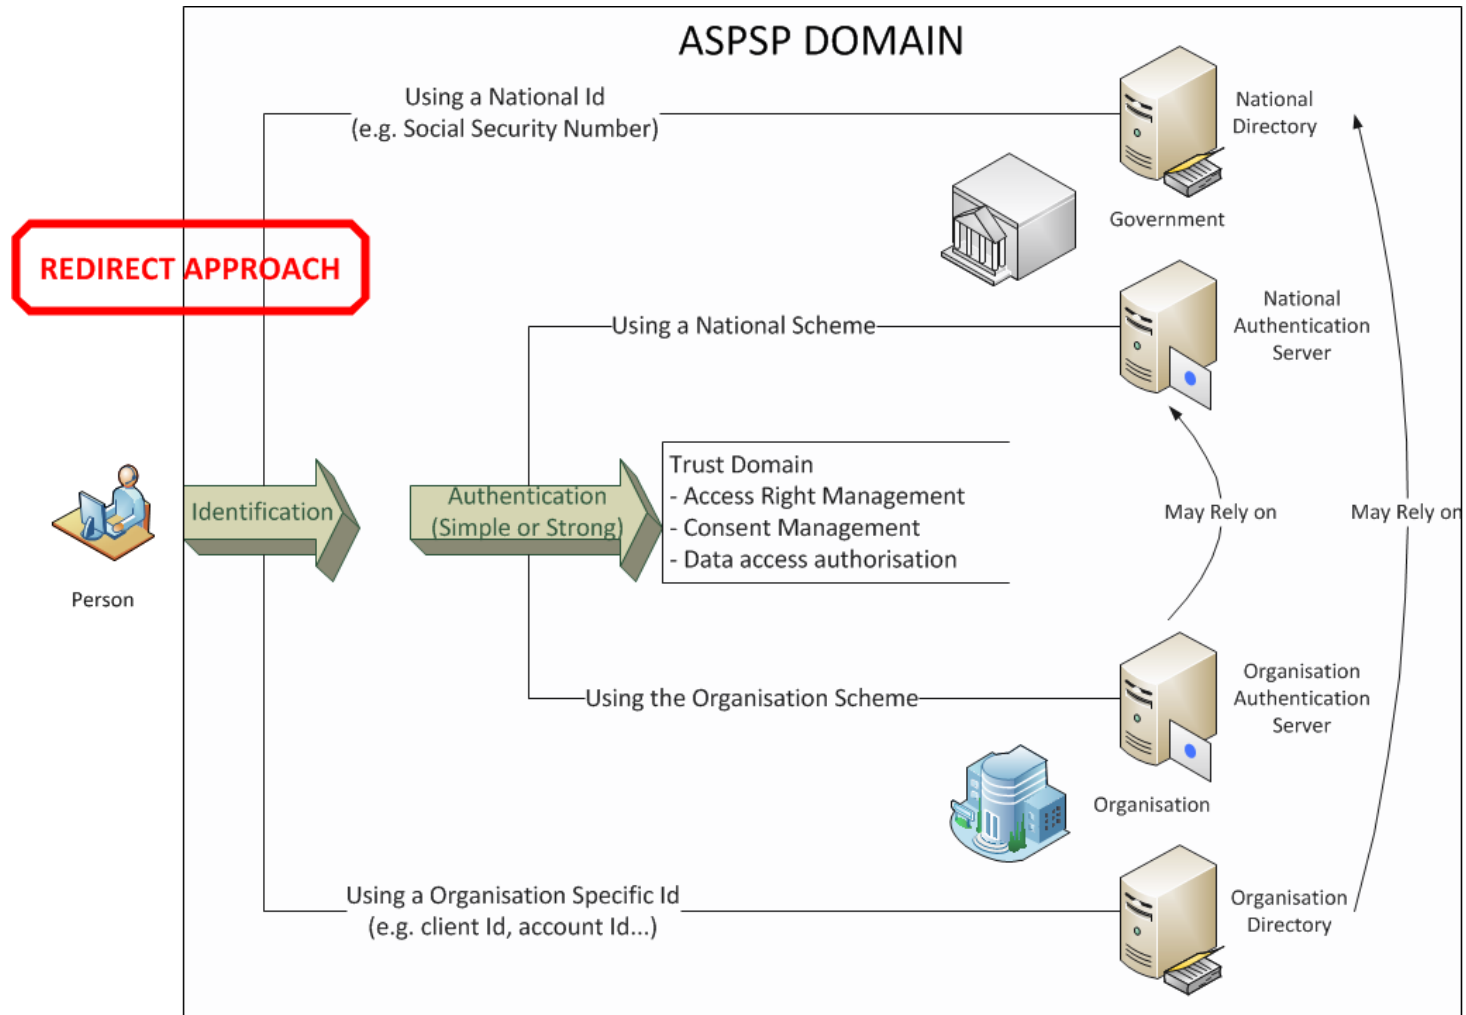 ASPSP DOMAIN
Using a National Id
(e.g. Social Security Number)
National
Directory
Government
REDIRECT APPROACH
National
Authentication
Server
Using a National Scheme
Trust Domain
- Access Right Management
- Consent Management
- Data access authorisation
Identification
Authentication
(Simple or Strong)
May Rely on
May Rely on
Person
Organisation
Authentication
Server
Using the Organisation Scheme
Organisation
Using a Organisation Specific Id
(e.g. client Id, account Id...)
Organisation
Directory